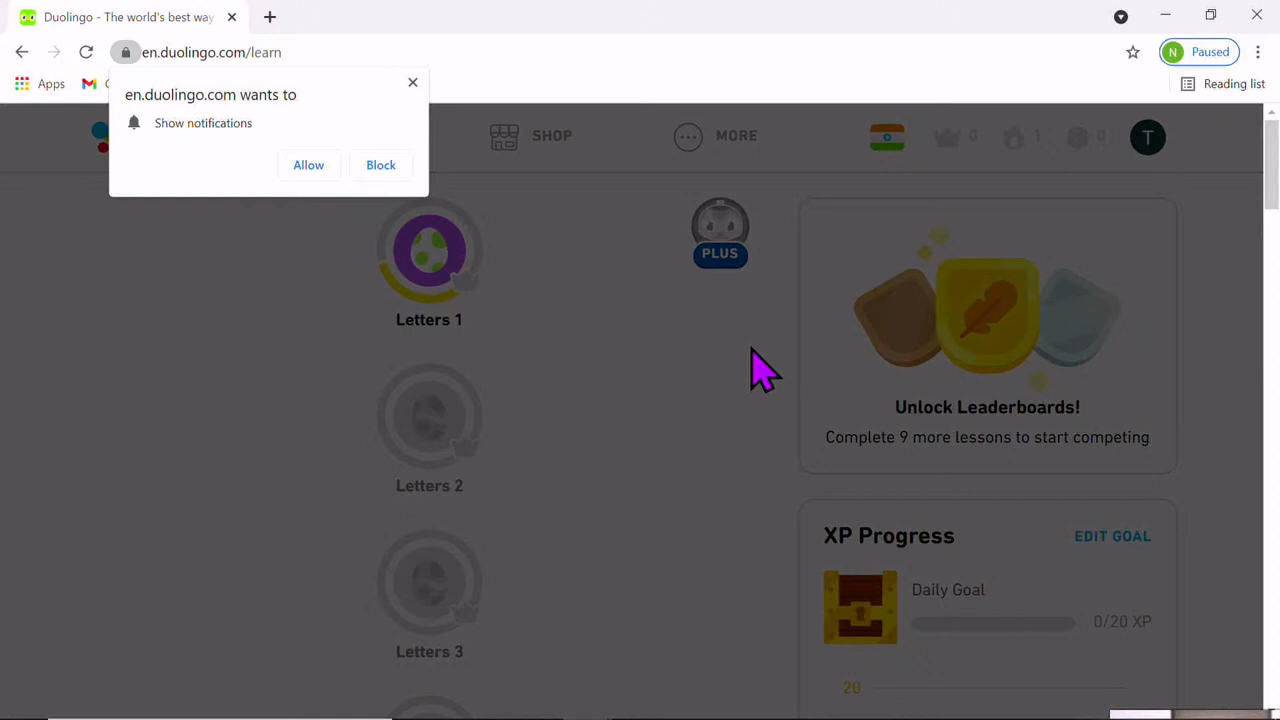 Duolingo - The world's best way
en.duolingo.com/learn
N Paused
Apps
Reading list
en.duolingo.com wants to
Show notifications
Allow Block
SHOP MORE 0 1 0 T
PLUS
Letters 1
Unlock Leaderboards!
Complete 9 more lessons to start competing
Letters 2
XP Progress EDIT GOAL
Daily Goal
0/20 XP
Letters 3
20